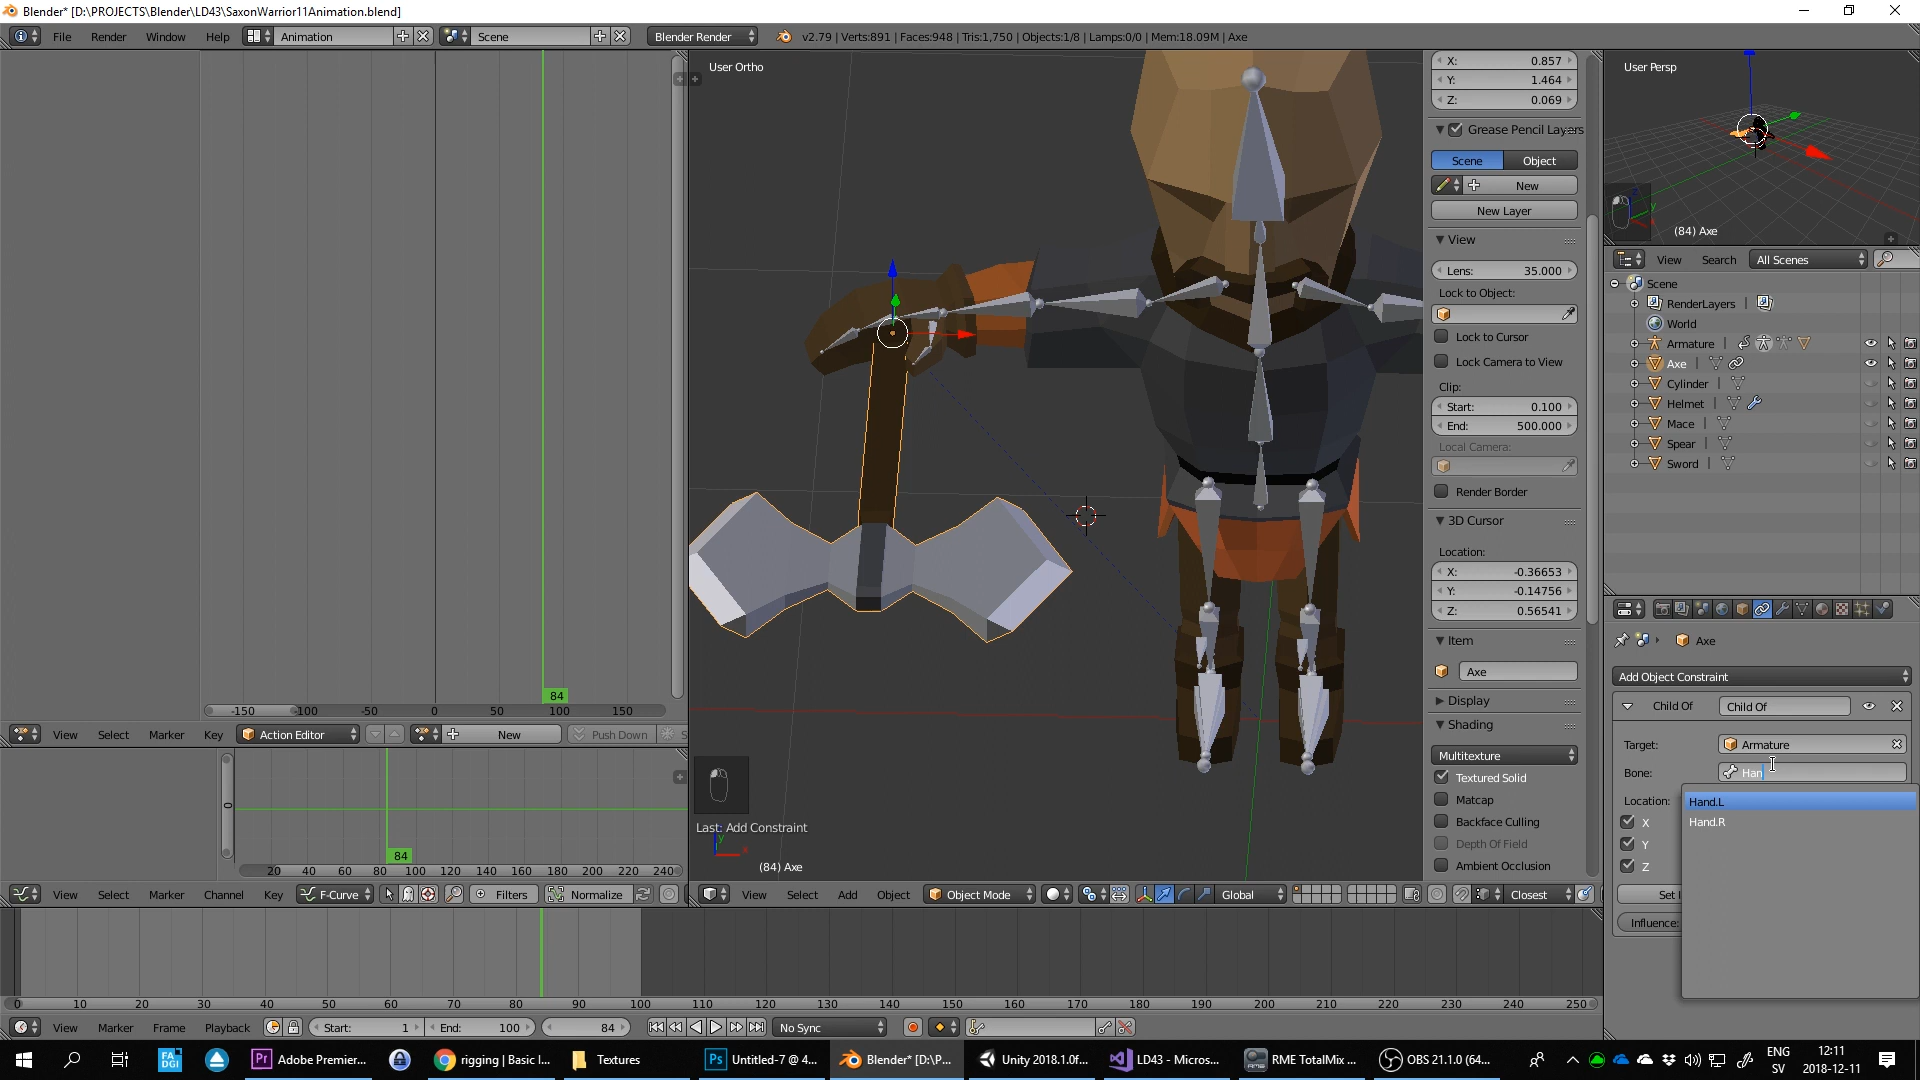 Blender* [D:\PROJECTS\Blender\LD43\SaxonWarrior11Animation.blend]
File Render Window Help Animation Scene Blender Render v2.79 | Verts:891 | Faces:948 | Tris:1,750 | Objects:1/8 | Lamps:0/0 | Mem:18.09M | Axe
User Ortho
X: 0.857
Y: 1.464
Z: 0.069
Grease Pencil Layers
Scene Object
New
New Layer
View
Lens: 35.000
Lock to Object:
Lock to Cursor
Lock Camera to View
Clip:
Start: 0.100
End: 500.000
Local Camera:
Render Border
3D Cursor
Location:
X: -0.36653
Y: -0.14756
Z: 0.56541
Item
Axe
Display
Shading
Multitexture
Textured Solid
Matcap
Backface Culling
Depth Of Field
Ambient Occlusion
User Persp
(84) Axe
View Search All Scenes
Scene
RenderLayers |
World
Armature |
Axe |
Cylinder |
Helmet |
Mace |
Spear |
Sword |
Axe
Add Object Constraint
Child Of Child Of
Target: Armature
Bone: Han
Hand.L
Hand.R
Location:
X
Y
Z
Set I
Influence:
84
-150 -100 -50 0 50 100 150
View Select Marker Key Action Editor New Push Down S
0
84
20 40 60 80 100 120 140 160 180 200 220 240
View Select Marker Channel Key F-Curve Filters Normalize
Last: Add Constraint
y
(84) Axe
View Select Add Object Object Mode Global Closest
0 10 20 30 40 50 60 70 80 90 100 110 120 130 140 150 160 170 180 190 200 210 220 230 240 250
View Marker Frame Playback Start: 1 End: 100 84 No Sync
FA DGI Adobe Premier... rigging | Basic I... Textures Untitled-7 @ 4... Blender* [D:\P... Unity 2018.1.0f... LD43 - Micros... RME TotalMix ... OBS 21.1.0 (64... ENG SV 12:11 2018-12-11